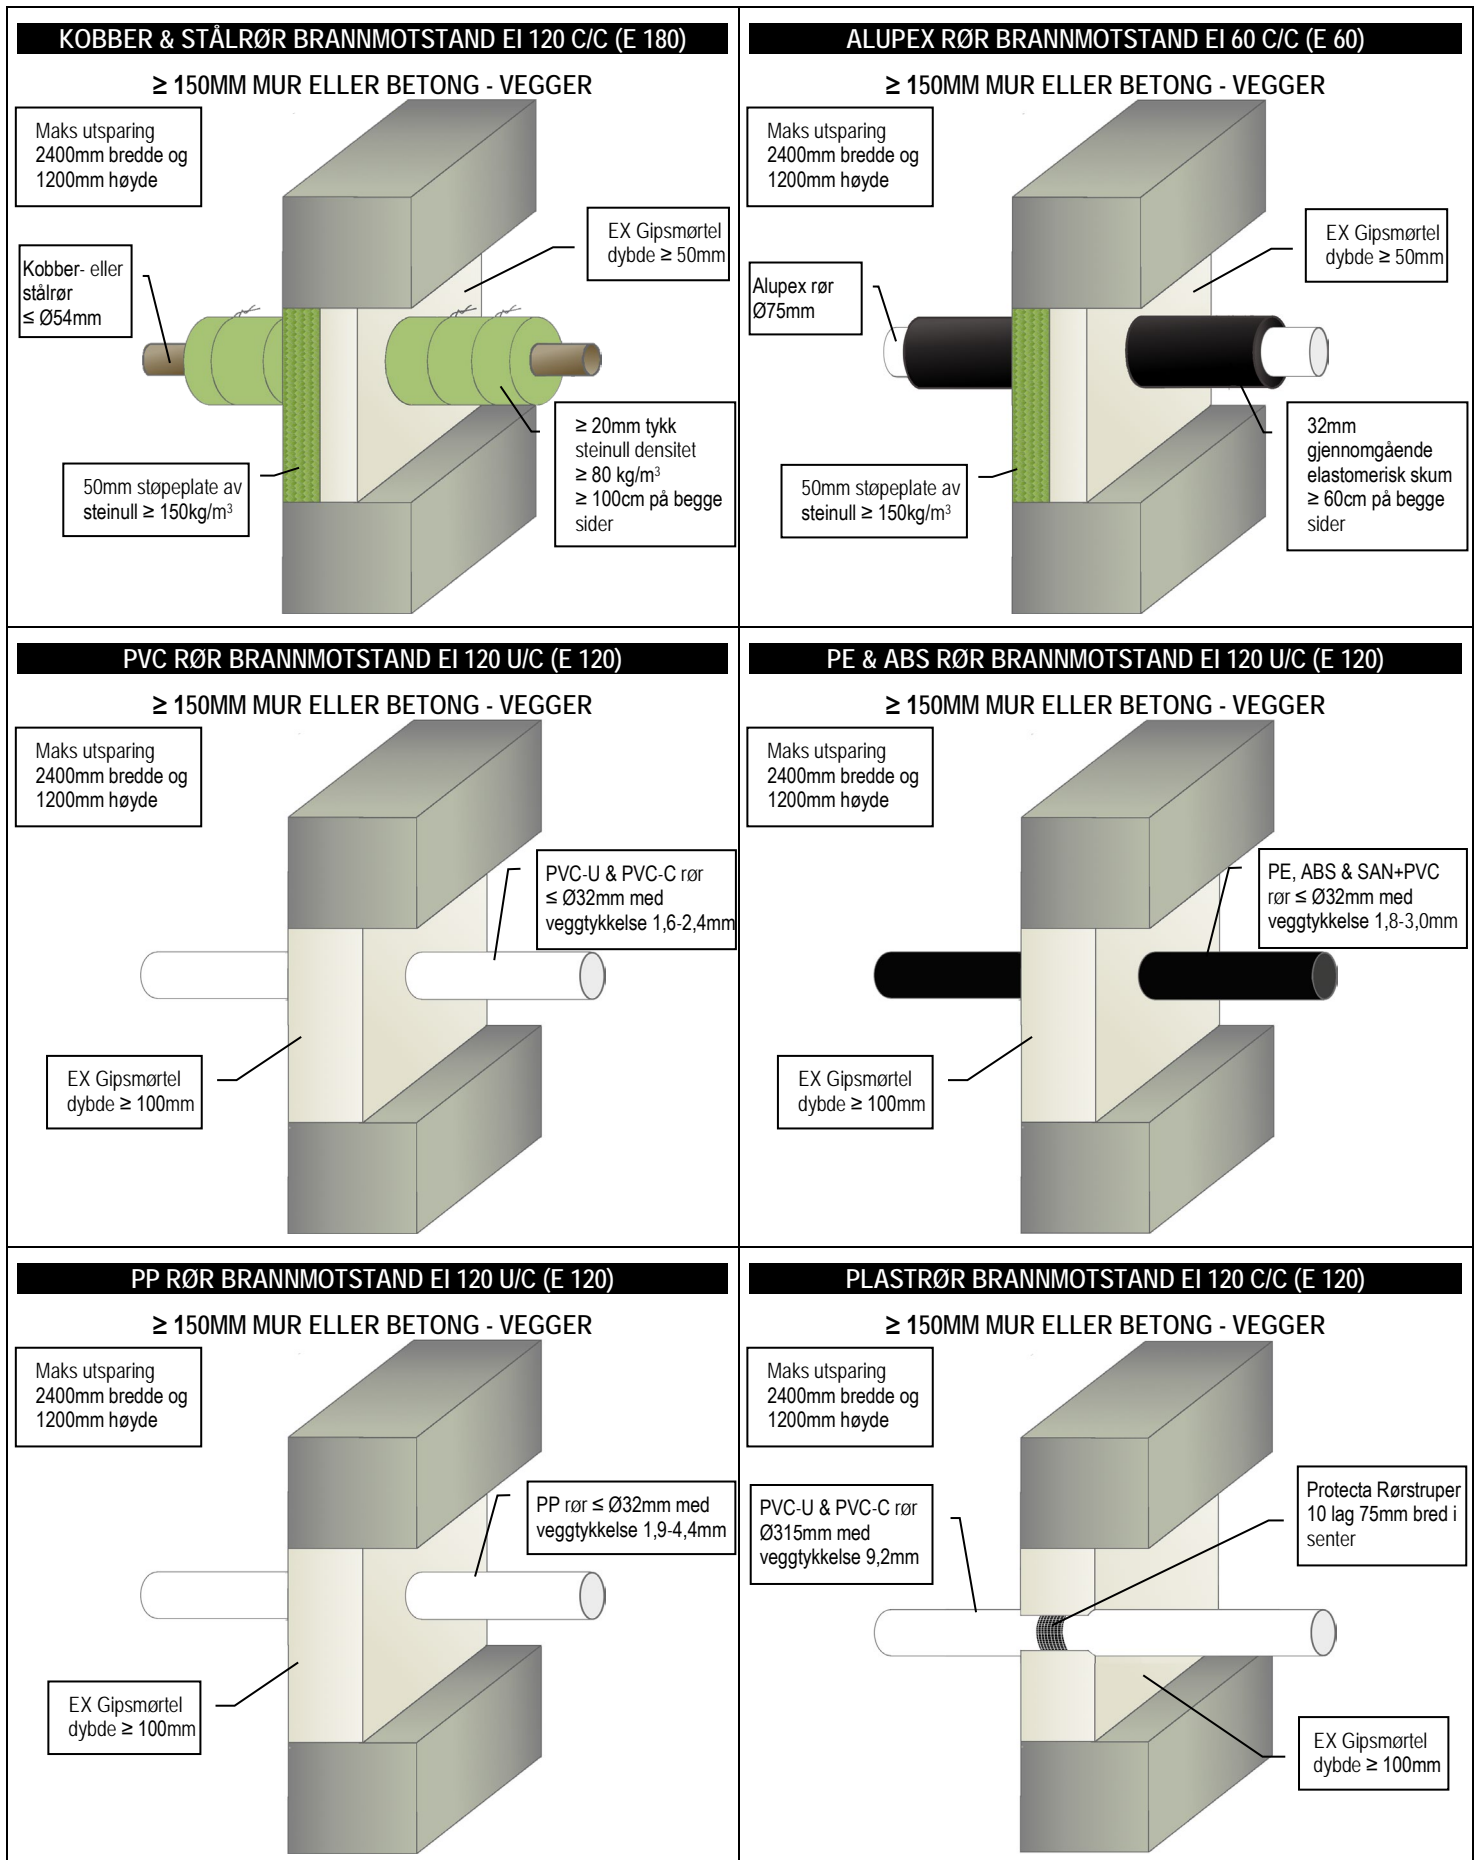 KOBBER & STÅLRØR BRANNMOTSTAND EI 120 C/C (E 180)
≥ 150MM MUR ELLER BETONG - VEGGER
Maks utsparing
2400mm bredde og
1200mm høyde
EX Gipsmørtel
dybde ≥ 50mm
Kobber- eller
stålrør
≤ Ø54mm
≥ 20mm tykk
steinull densitet
≥ 80 kg/m³
≥ 100cm på begge
sider
50mm støpeplate av
steinull ≥ 150kg/m³
ALUPEX RØR BRANNMOTSTAND EI 60 C/C (E 60)
≥ 150MM MUR ELLER BETONG - VEGGER
Maks utsparing
2400mm bredde og
1200mm høyde
EX Gipsmørtel
dybde ≥ 50mm
Alupex rør
Ø75mm
32mm
gjennomgående
elastomerisk skum
≥ 60cm på begge
sider
50mm støpeplate av
steinull ≥ 150kg/m³
PVC RØR BRANNMOTSTAND EI 120 U/C (E 120)
≥ 150MM MUR ELLER BETONG - VEGGER
Maks utsparing
2400mm bredde og
1200mm høyde
PVC-U & PVC-C rør
≤ Ø32mm med
veggtykkelse 1,6-2,4mm
EX Gipsmørtel
dybde ≥ 100mm
PE & ABS RØR BRANNMOTSTAND EI 120 U/C (E 120)
≥ 150MM MUR ELLER BETONG - VEGGER
Maks utsparing
2400mm bredde og
1200mm høyde
PE, ABS & SAN+PVC
rør ≤ Ø32mm med
veggtykkelse 1,8-3,0mm
EX Gipsmørtel
dybde ≥ 100mm
PP RØR BRANNMOTSTAND EI 120 U/C (E 120)
≥ 150MM MUR ELLER BETONG - VEGGER
Maks utsparing
2400mm bredde og
1200mm høyde
PP rør ≤ Ø32mm med
veggtykkelse 1,9-4,4mm
EX Gipsmørtel
dybde ≥ 100mm
PLASTRØR BRANNMOTSTAND EI 120 C/C (E 120)
≥ 150MM MUR ELLER BETONG - VEGGER
Maks utsparing
2400mm bredde og
1200mm høyde
PVC-U & PVC-C rør
Ø315mm med
veggtykkelse 9,2mm
Protecta Rørstruper
10 lag 75mm bred i
senter
EX Gipsmørtel
dybde ≥ 100mm